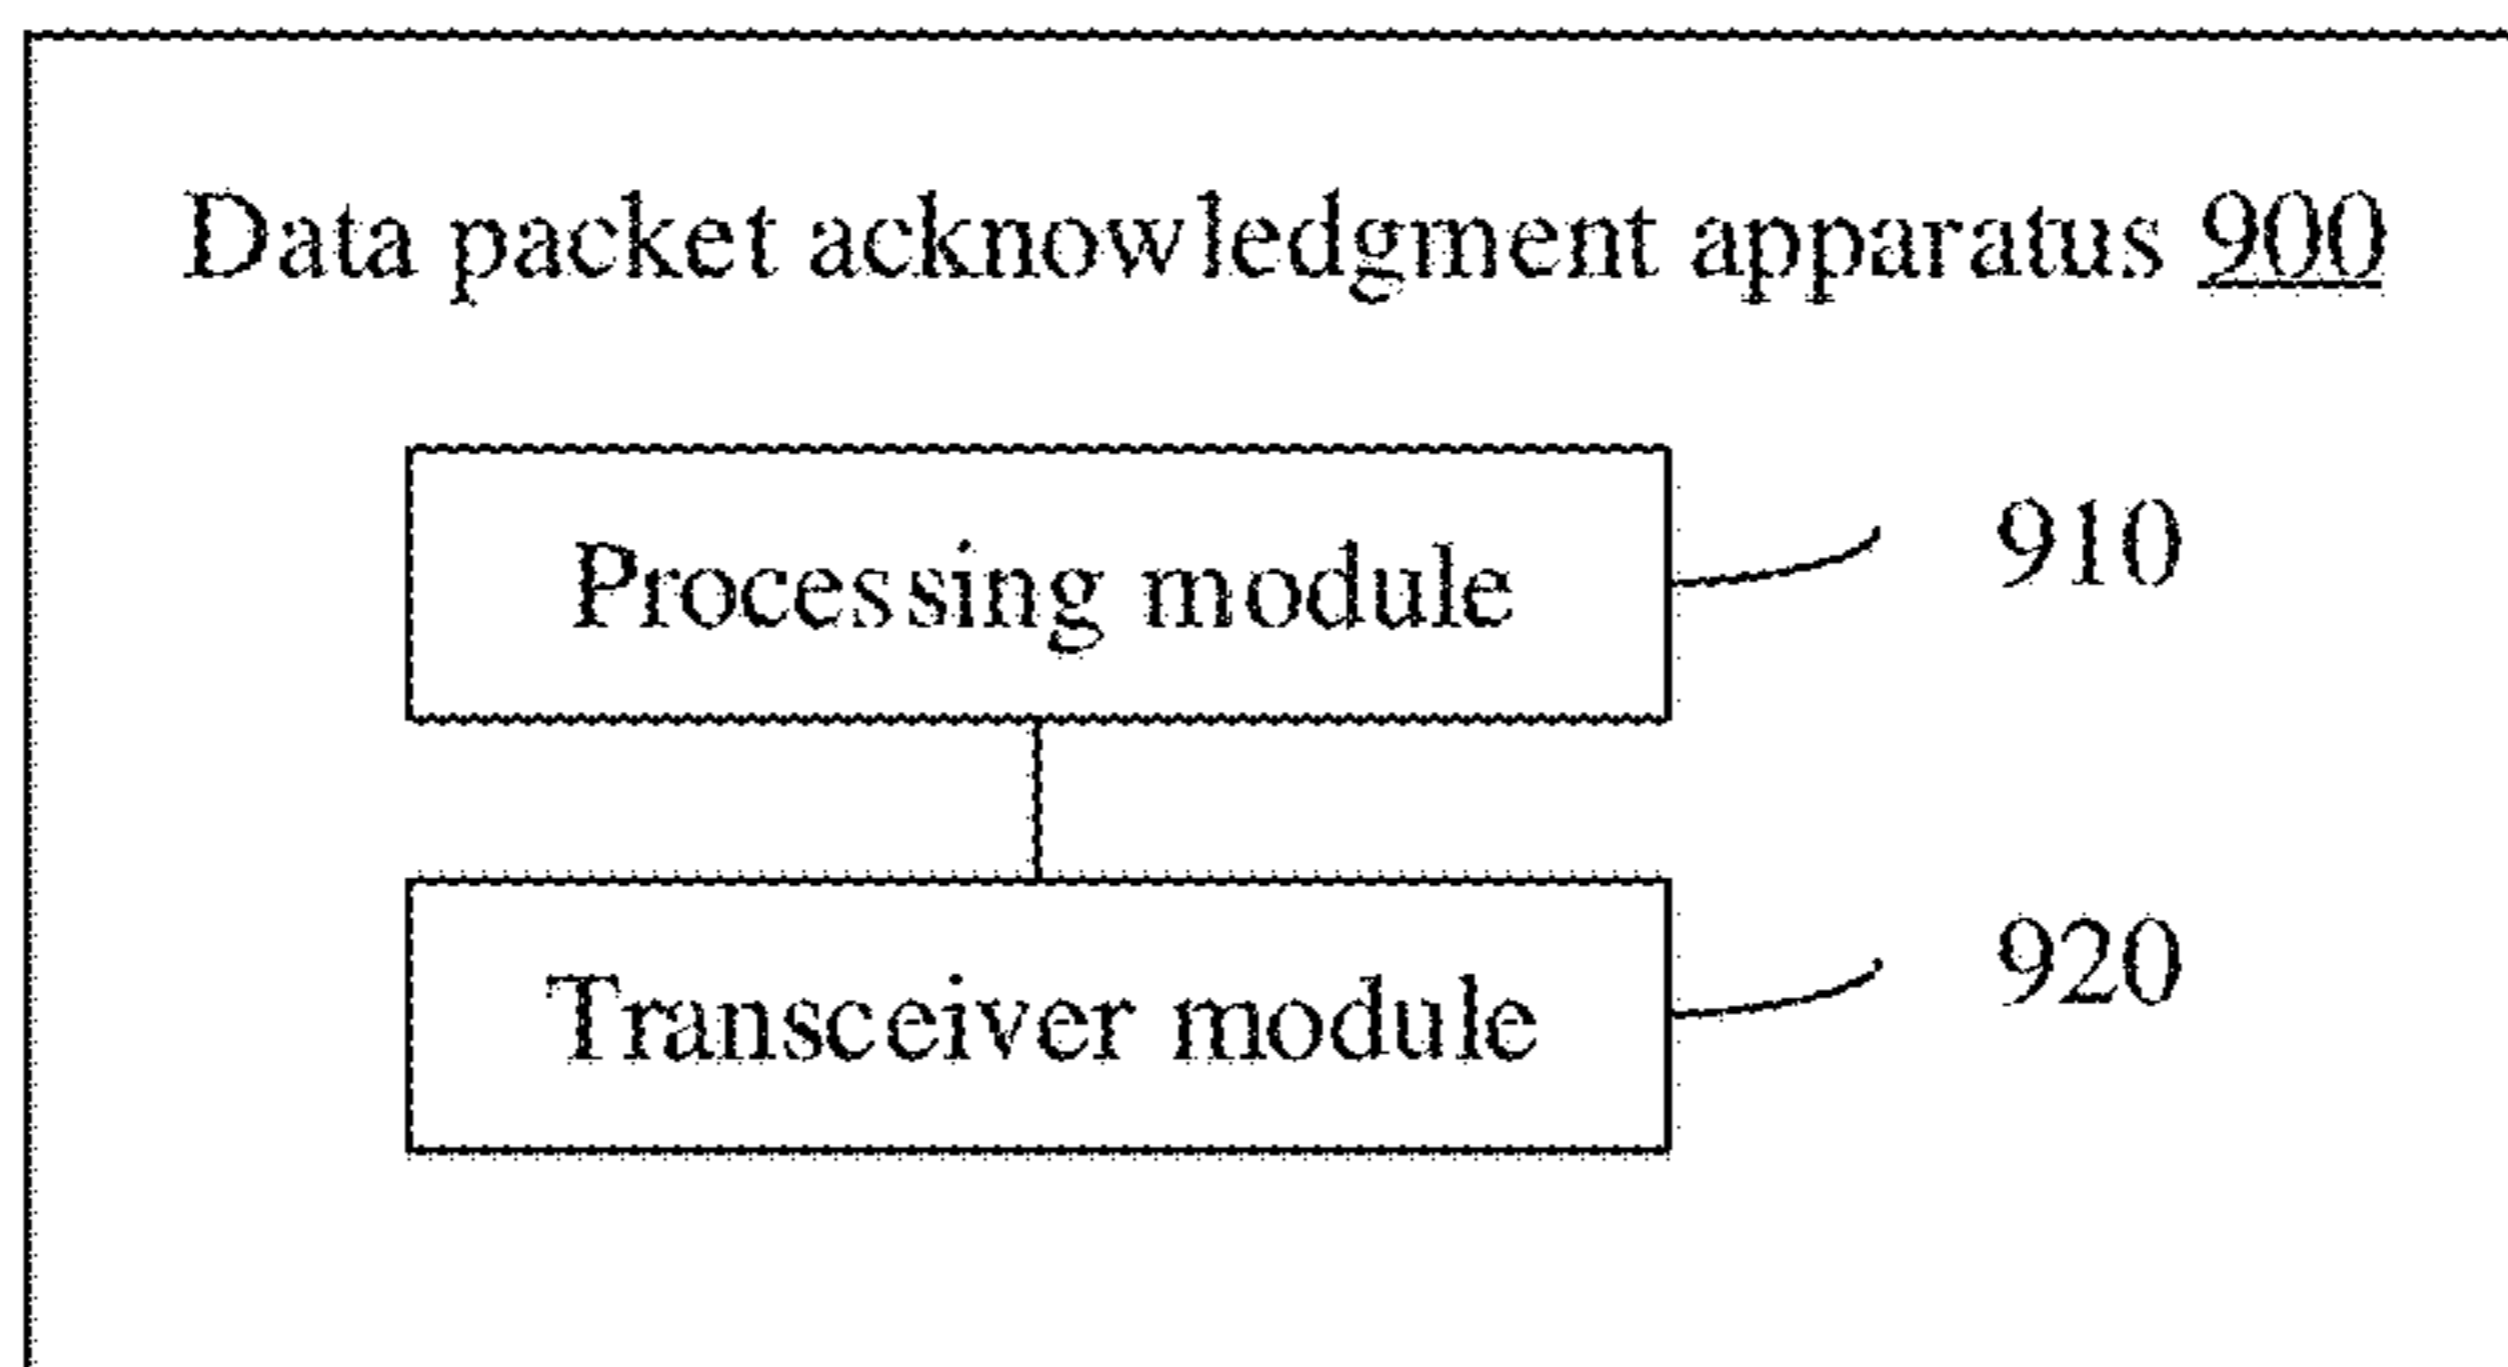 Data packet acknowledgment apparatus 900
Processing module
910
Transceiver module
920